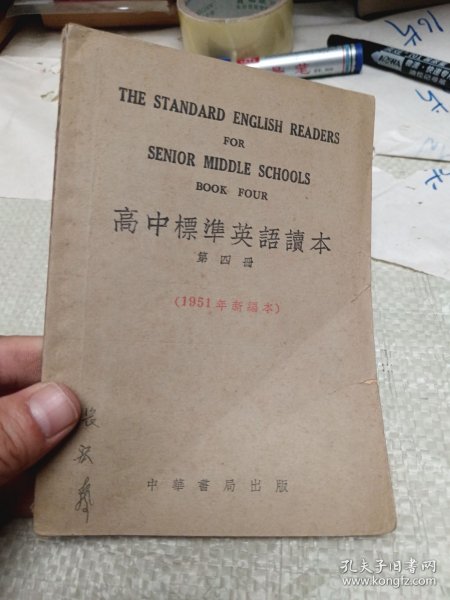 THE STANDARD ENGLISH READERS
FOR
SENIOR MIDDLE SCHOOLS
BOOK FOUR
高中標準英語讀本
第四冊
(1951年新編本)
中華書局出版
孔夫子旧书网
www.kongfz.com